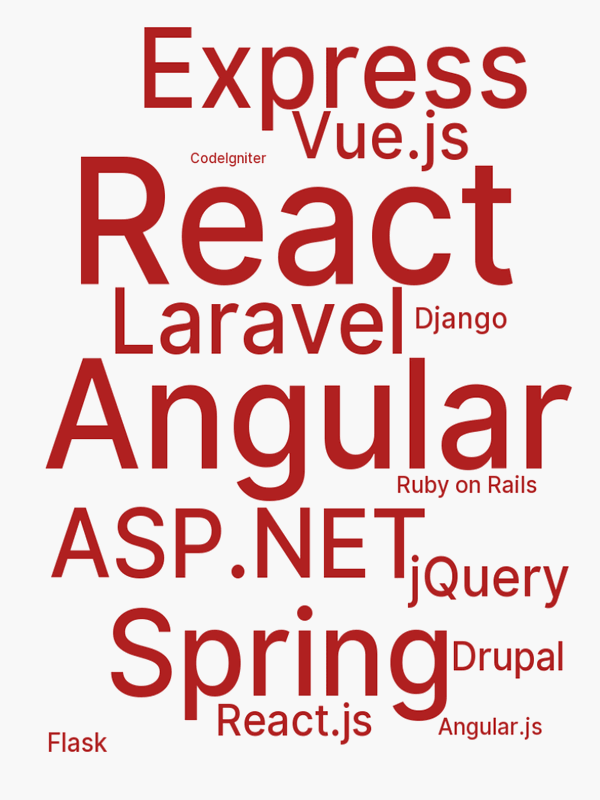 Express
Vue.js
CodeIgniter
React
Laravel
Django
Angular
Ruby on Rails
ASP.NET
jQuery
Spring
Drupal
React.js
Angular.js
Flask